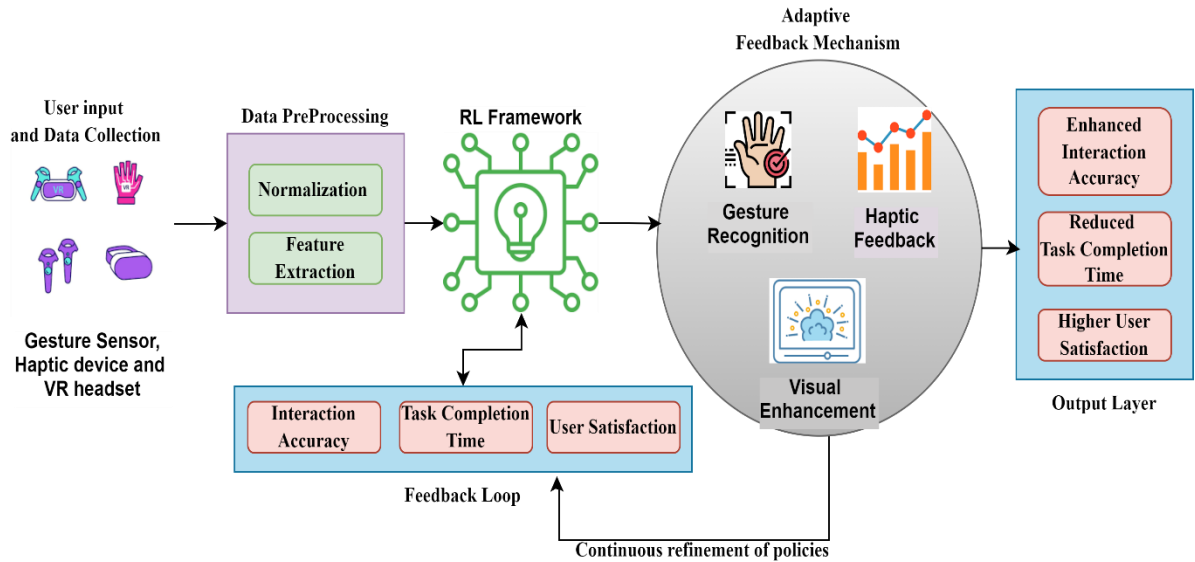 User input
and Data Collection
VR
VR
Gesture Sensor,
Haptic device and
VR headset
Data PreProcessing
Normalization
Feature
Extraction
RL Framework
Adaptive
Feedback Mechanism
Gesture
Recognition
Haptic
Feedback
Visual
Enhancement
Enhanced
Interaction
Accuracy
Reduced
Task Completion
Time
Higher User
Satisfaction
Output Layer
Interaction
Accuracy
Task Completion
Time
User Satisfaction
Feedback Loop
Continuous refinement of policies